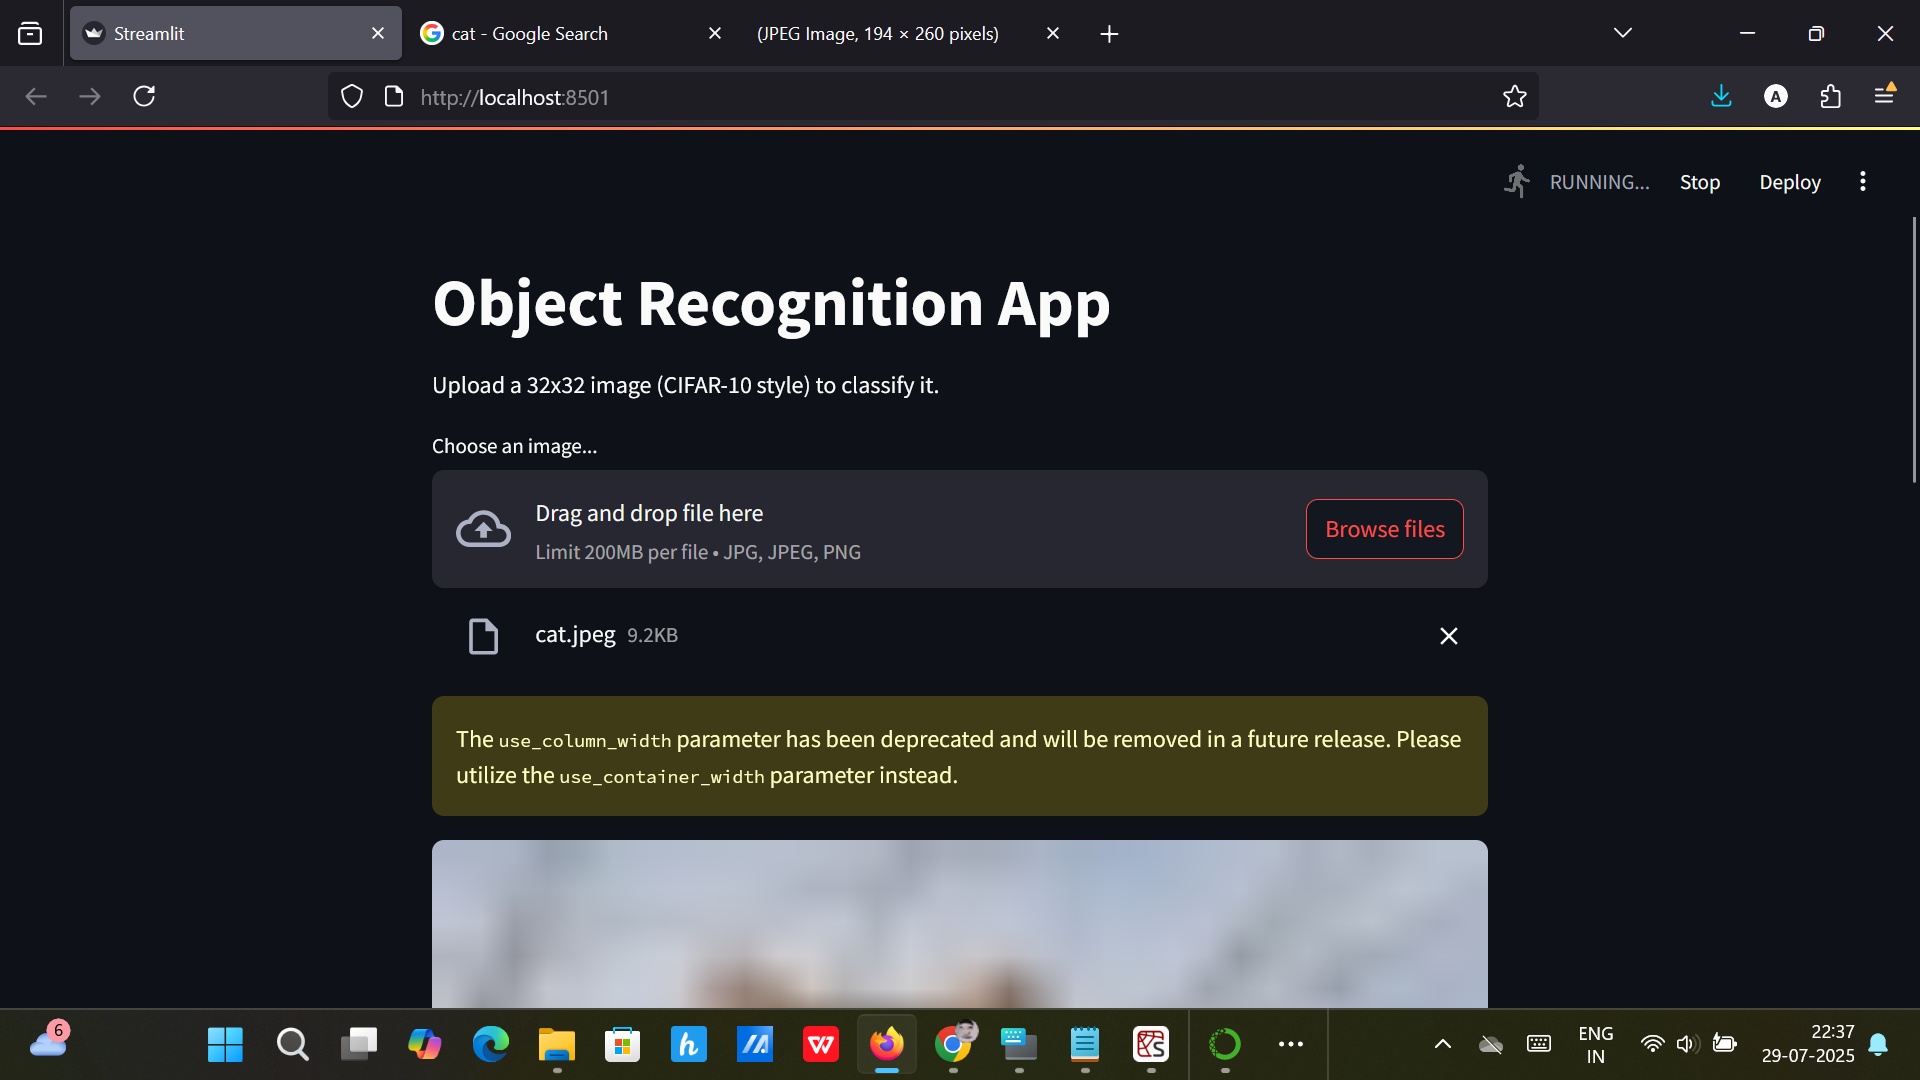 Streamlit
cat - Google Search
(JPEG Image, 194 × 260 pixels)
http://localhost:8501
A
RUNNING...
Stop
Deploy
Object Recognition App
Upload a 32x32 image (CIFAR-10 style) to classify it.
Choose an image...
Drag and drop file here
Limit 200MB per file • JPG, JPEG, PNG
Browse files
cat.jpeg 9.2KB
The use_column_width parameter has been deprecated and will be removed in a future release. Please
utilize the use_container_width parameter instead.
6
h
W
ENG
IN
22:37
29-07-2025